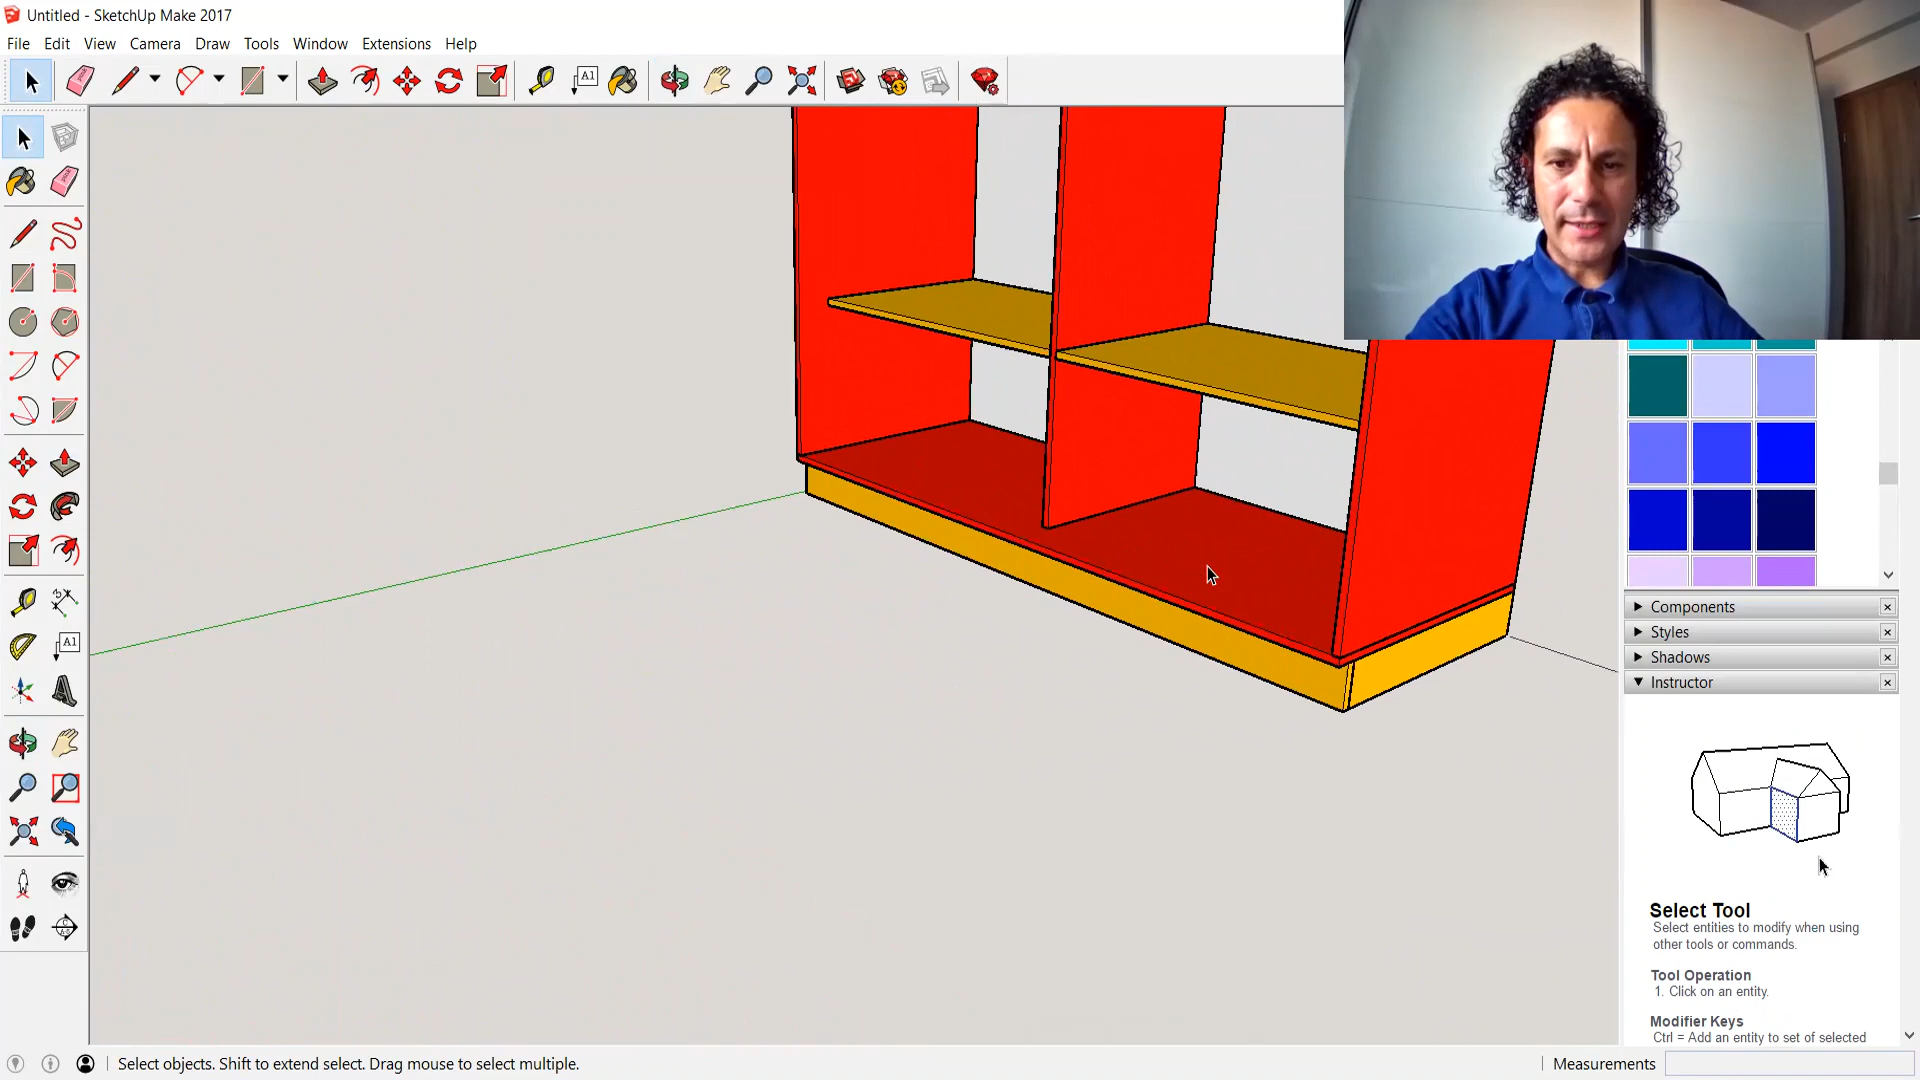 Untitled - SketchUp Make 2017
File Edit View Camera Draw Tools Window Extensions Help
A1
A1
Components
Styles
Shadows
Instructor
Select Tool
Select entities to modify when using
other tools or commands.
Tool Operation
1. Click on an entity.
Modifier Keys
Ctrl = Add an entity to set of selected
Select objects. Shift to extend select. Drag mouse to select multiple.
Measurements